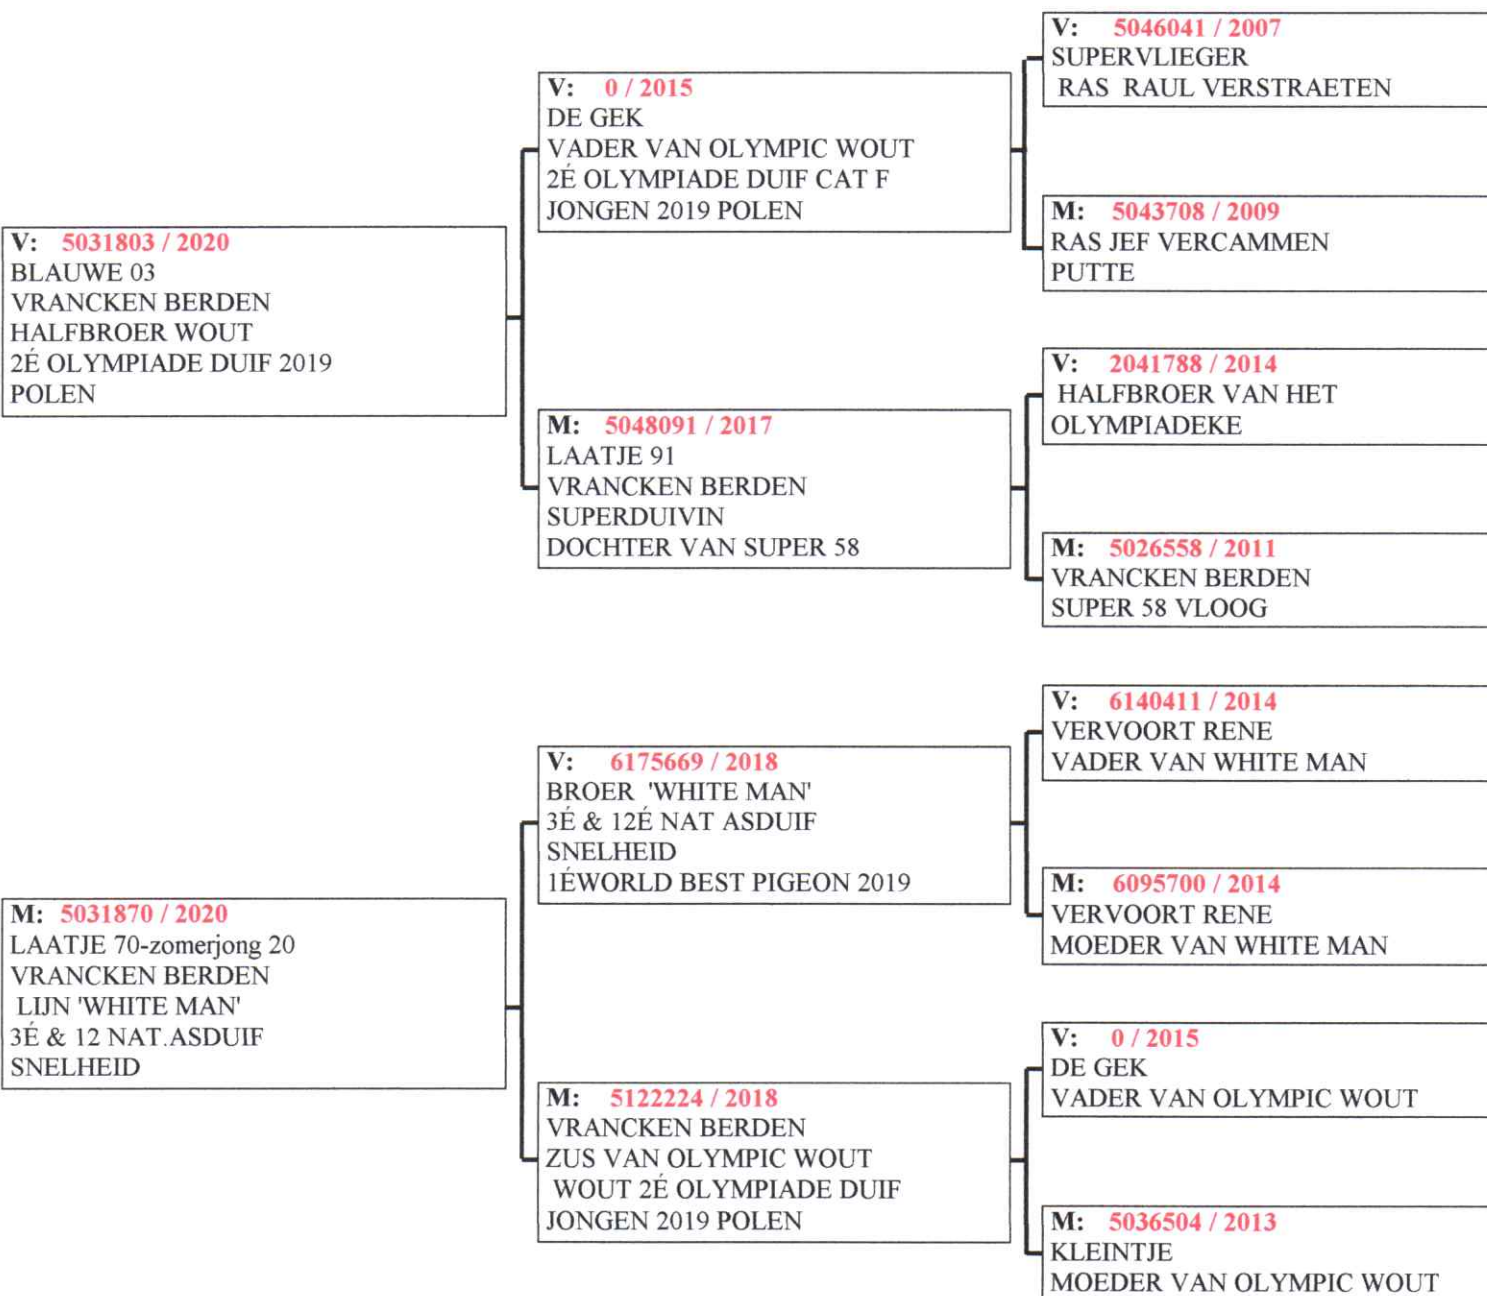 V: 5031803 / 2020
BLAUWE 03
VRANCKEN BERDEN
HALFBROER WOUT
2É OLYMPIADE DUIF 2019
POLEN
M: 5031870 / 2020
LAATJE 70-zomerjong 20
VRANCKEN BERDEN
LIJN 'WHITE MAN'
3É & 12 NAT.ASDUIF
SNELHEID
V: 0 / 2015
DE GEK
VADER VAN OLYMPIC WOUT
2É OLYMPIADE DUIF CAT F
JONGEN 2019 POLEN
M: 5048091 / 2017
LAATJE 91
VRANCKEN BERDEN
SUPERDUIVIN
DOCHTER VAN SUPER 58
V: 6175669 / 2018
BROER 'WHITE MAN'
3É & 12É NAT ASDUIF
SNELHEID
1ÉWORLD BEST PIGEON 2019
M: 5122224 / 2018
VRANCKEN BERDEN
ZUS VAN OLYMPIC WOUT
WOUT 2É OLYMPIADE DUIF
JONGEN 2019 POLEN
V: 5046041 / 2007
SUPERVLIEGER
RAS RAUL VERSTRAETEN
M: 5043708 / 2009
RAS JEF VERCAMMEN
PUTTE
V: 2041788 / 2014
HALFBROER VAN HET
OLYMPIADEKE
M: 5026558 / 2011
VRANCKEN BERDEN
SUPER 58 VLOOG
V: 6140411 / 2014
VERVOORT RENE
VADER VAN WHITE MAN
M: 6095700 / 2014
VERVOORT RENE
MOEDER VAN WHITE MAN
V: 0 / 2015
DE GEK
VADER VAN OLYMPIC WOUT
M: 5036504 / 2013
KLEINTJE
MOEDER VAN OLYMPIC WOUT